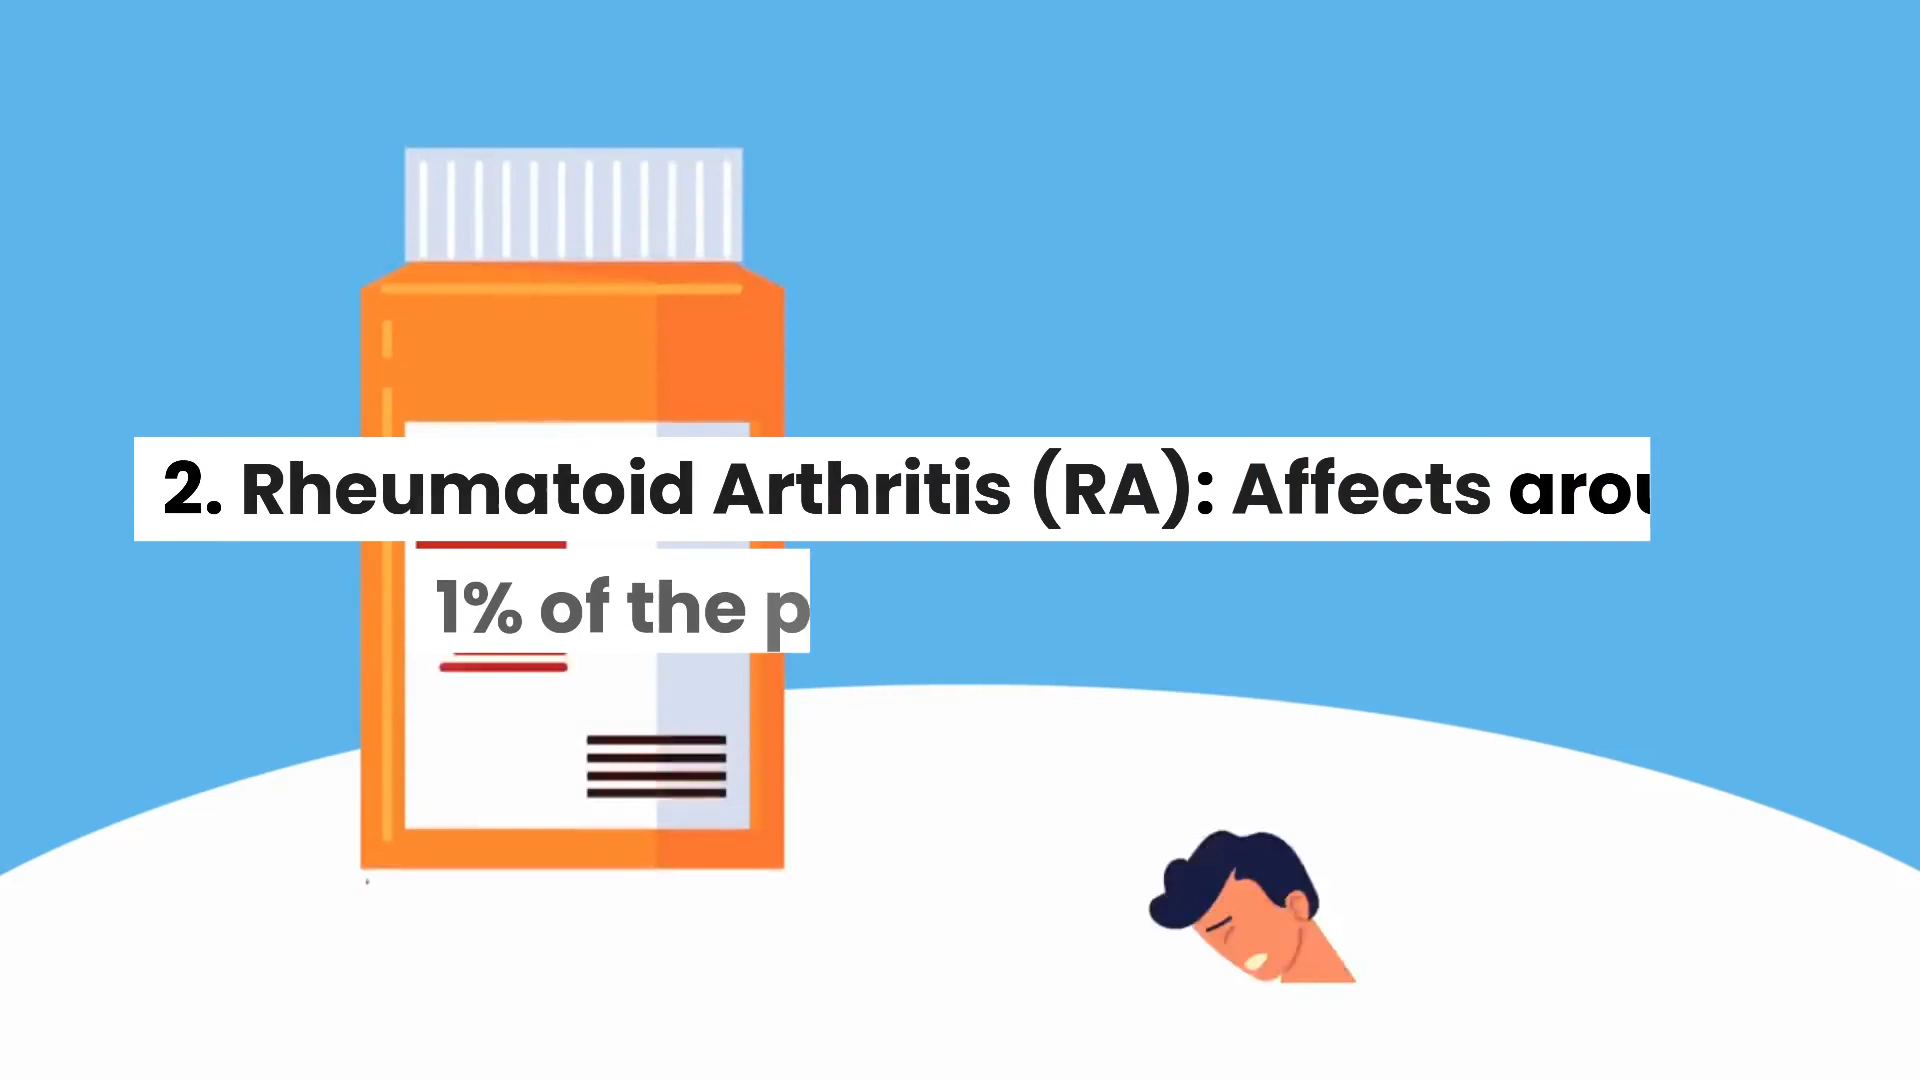 2. Rheumatoid Arthritis (RA): Affects arou
1% of the p